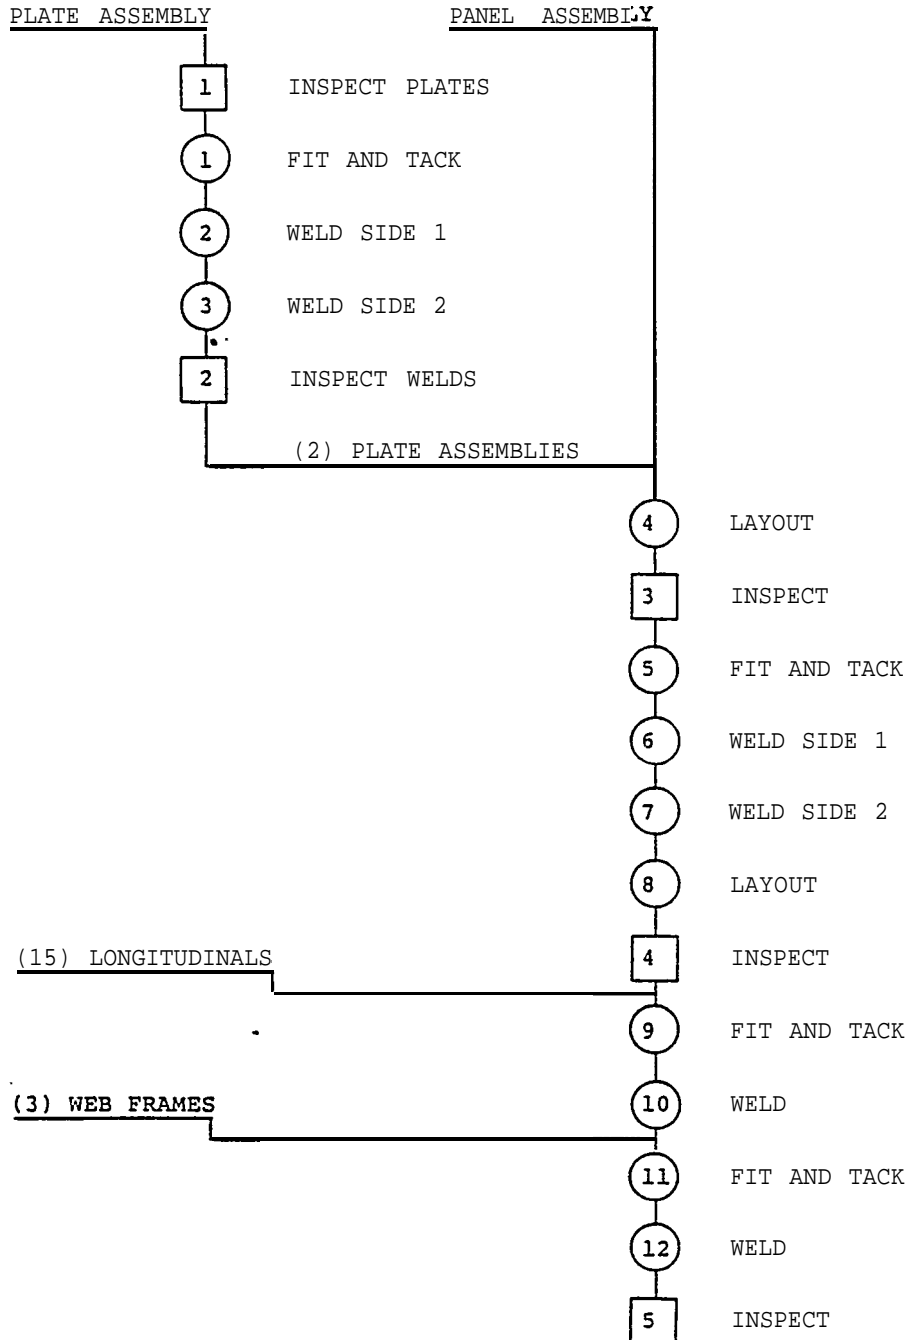 PLATE ASSEMBLY
PANEL ASSEMBLY
1 INSPECT PLATES
1 FIT AND TACK
2 WELD SIDE 1
3 WELD SIDE 2
2 INSPECT WELDS
(2) PLATE ASSEMBLIES
4 LAYOUT
3 INSPECT
5 FIT AND TACK
6 WELD SIDE 1
7 WELD SIDE 2
8 LAYOUT
(15) LONGITUDINALS
4 INSPECT
9 FIT AND TACK
(3) WEB FRAMES
10 WELD
11 FIT AND TACK
12 WELD
5 INSPECT